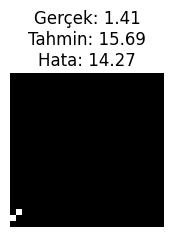 Gerçek: 1.41
Tahmin: 15.69
Hata: 14.27